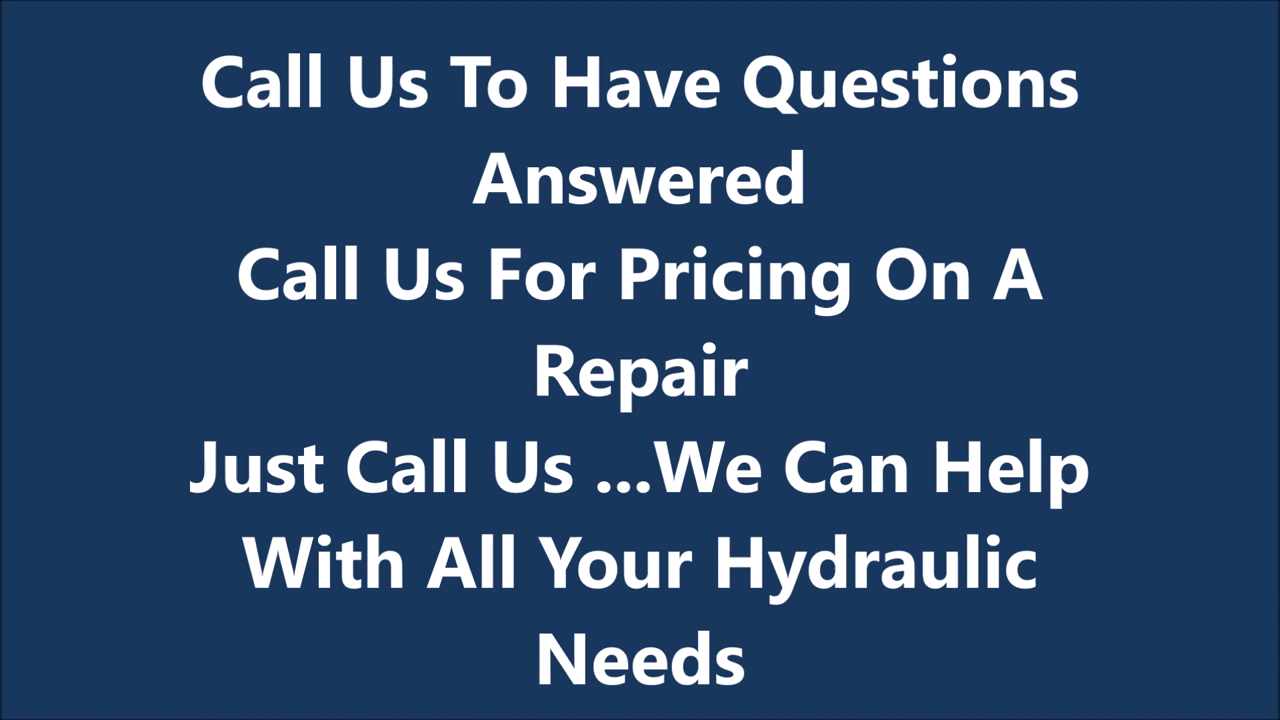 Call Us To Have Questions
Answered
Call Us For Pricing On A
Repair
Just Call Us ...We Can Help
With All Your Hydraulic
Needs